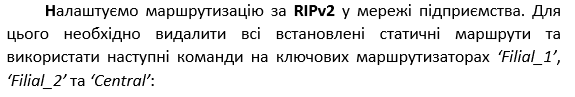 Налаштуємо маршрутизацію за RIPv2 у мережі підприємства. Для
цього необхідно видалити всі встановлені статичні маршрути та
використати наступні команди на ключових маршрутизаторах ‘Filial_1’,
‘Filial_2’ та ‘Central’: